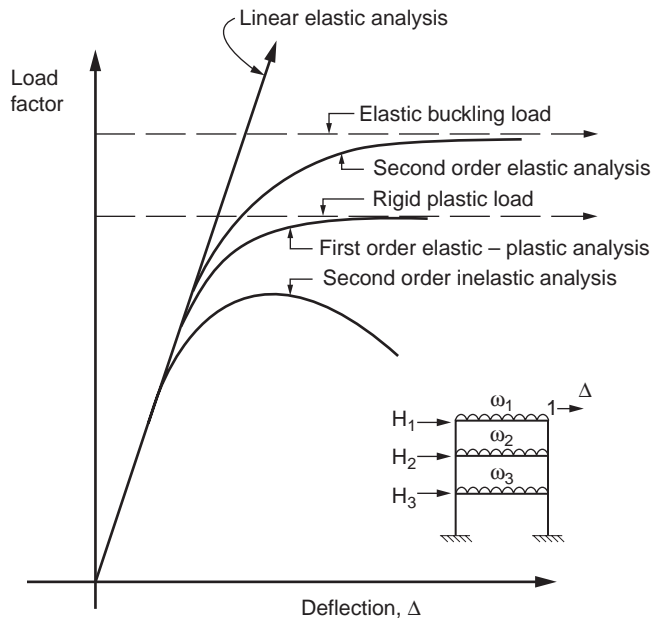 Linear elastic analysis
Load
factor
Elastic buckling load
Second order elastic analysis
Rigid plastic load
First order elastic – plastic analysis
Second order inelastic analysis
ω1
1
Δ
H1
ω2
H2
ω3
H3
Deflection, Δ